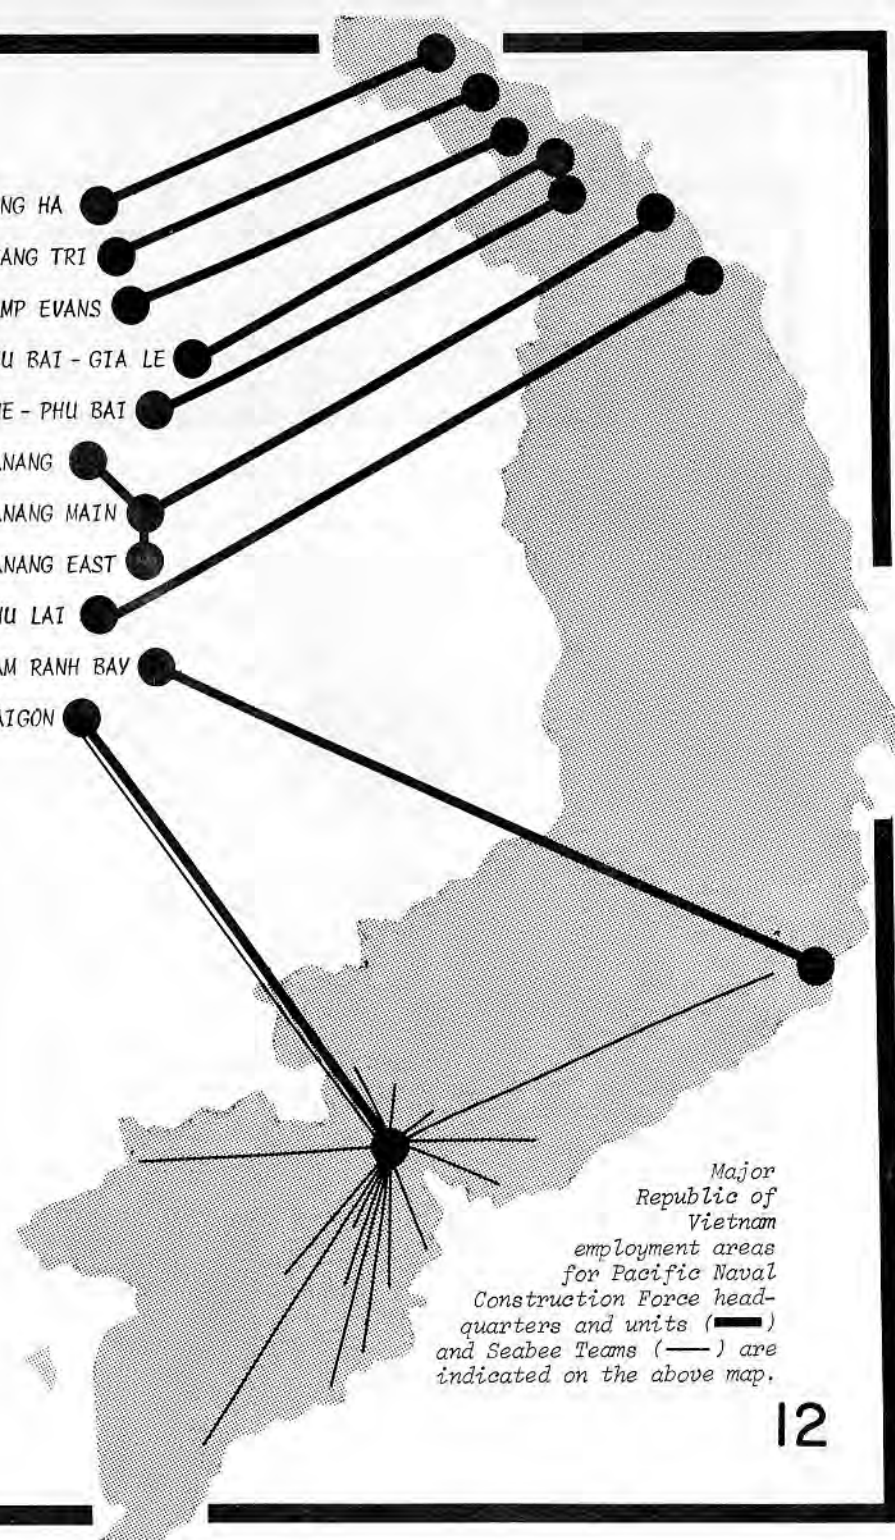 NG HA
ANG TRI
MP EVANS
U BAI - GIA LE
E - PHU BAI
NANG
NANG MAIN
NANG EAST
U LAI
AM RANH BAY
AIGON
Major
Republic of
Vietnam
employment areas
for Pacific Naval
Construction Force head-
quarters and units ( )
and Seabee Teams ( ) are
indicated on the above map.
12